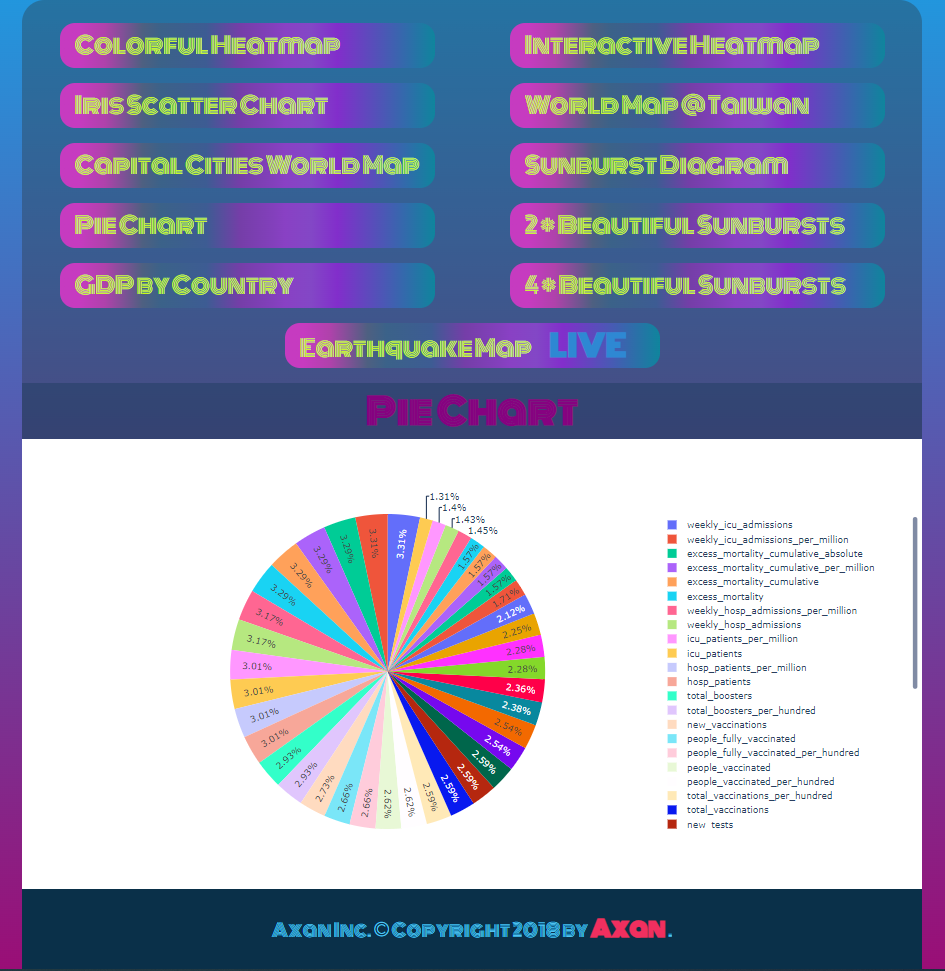 Colorful Heatmap
Interactive Heatmap
Iris Scatter Chart
World Map @ Taiwan
Capital Cities World Map
Sunburst Diagram
Pie Chart
2 * Beautiful Sunbursts
GDP by Country
4 * Beautiful Sunbursts
Earthquake Map LIVE
Pie Chart
1.31%
1.4%
1.43%
1.45%
1.57%
1.57%
1.57%
1.57%
1.71%
2.12%
2.25%
2.28%
2.28%
2.36%
2.38%
2.54%
2.54%
2.59%
2.59%
2.59%
2.59%
2.62%
2.62%
2.66%
2.66%
2.73%
2.93%
2.93%
3.01%
3.01%
3.01%
3.01%
3.17%
3.17%
3.29%
3.29%
3.29%
3.29%
3.31%
3.31%
weekly_icu_admissions
weekly_icu_admissions_per_million
excess_mortality_cumulative_absolute
excess_mortality_cumulative_per_million
excess_mortality_cumulative
excess_mortality
weekly_hosp_admissions_per_million
weekly_hosp_admissions
icu_patients_per_million
icu_patients
hosp_patients_per_million
hosp_patients
total_boosters
total_boosters_per_hundred
new_vaccinations
people_fully_vaccinated
people_fully_vaccinated_per_hundred
people_vaccinated
people_vaccinated_per_hundred
total_vaccinations_per_hundred
total_vaccinations
new_tests
Axan Inc. © Copyright 2018 by Axan.